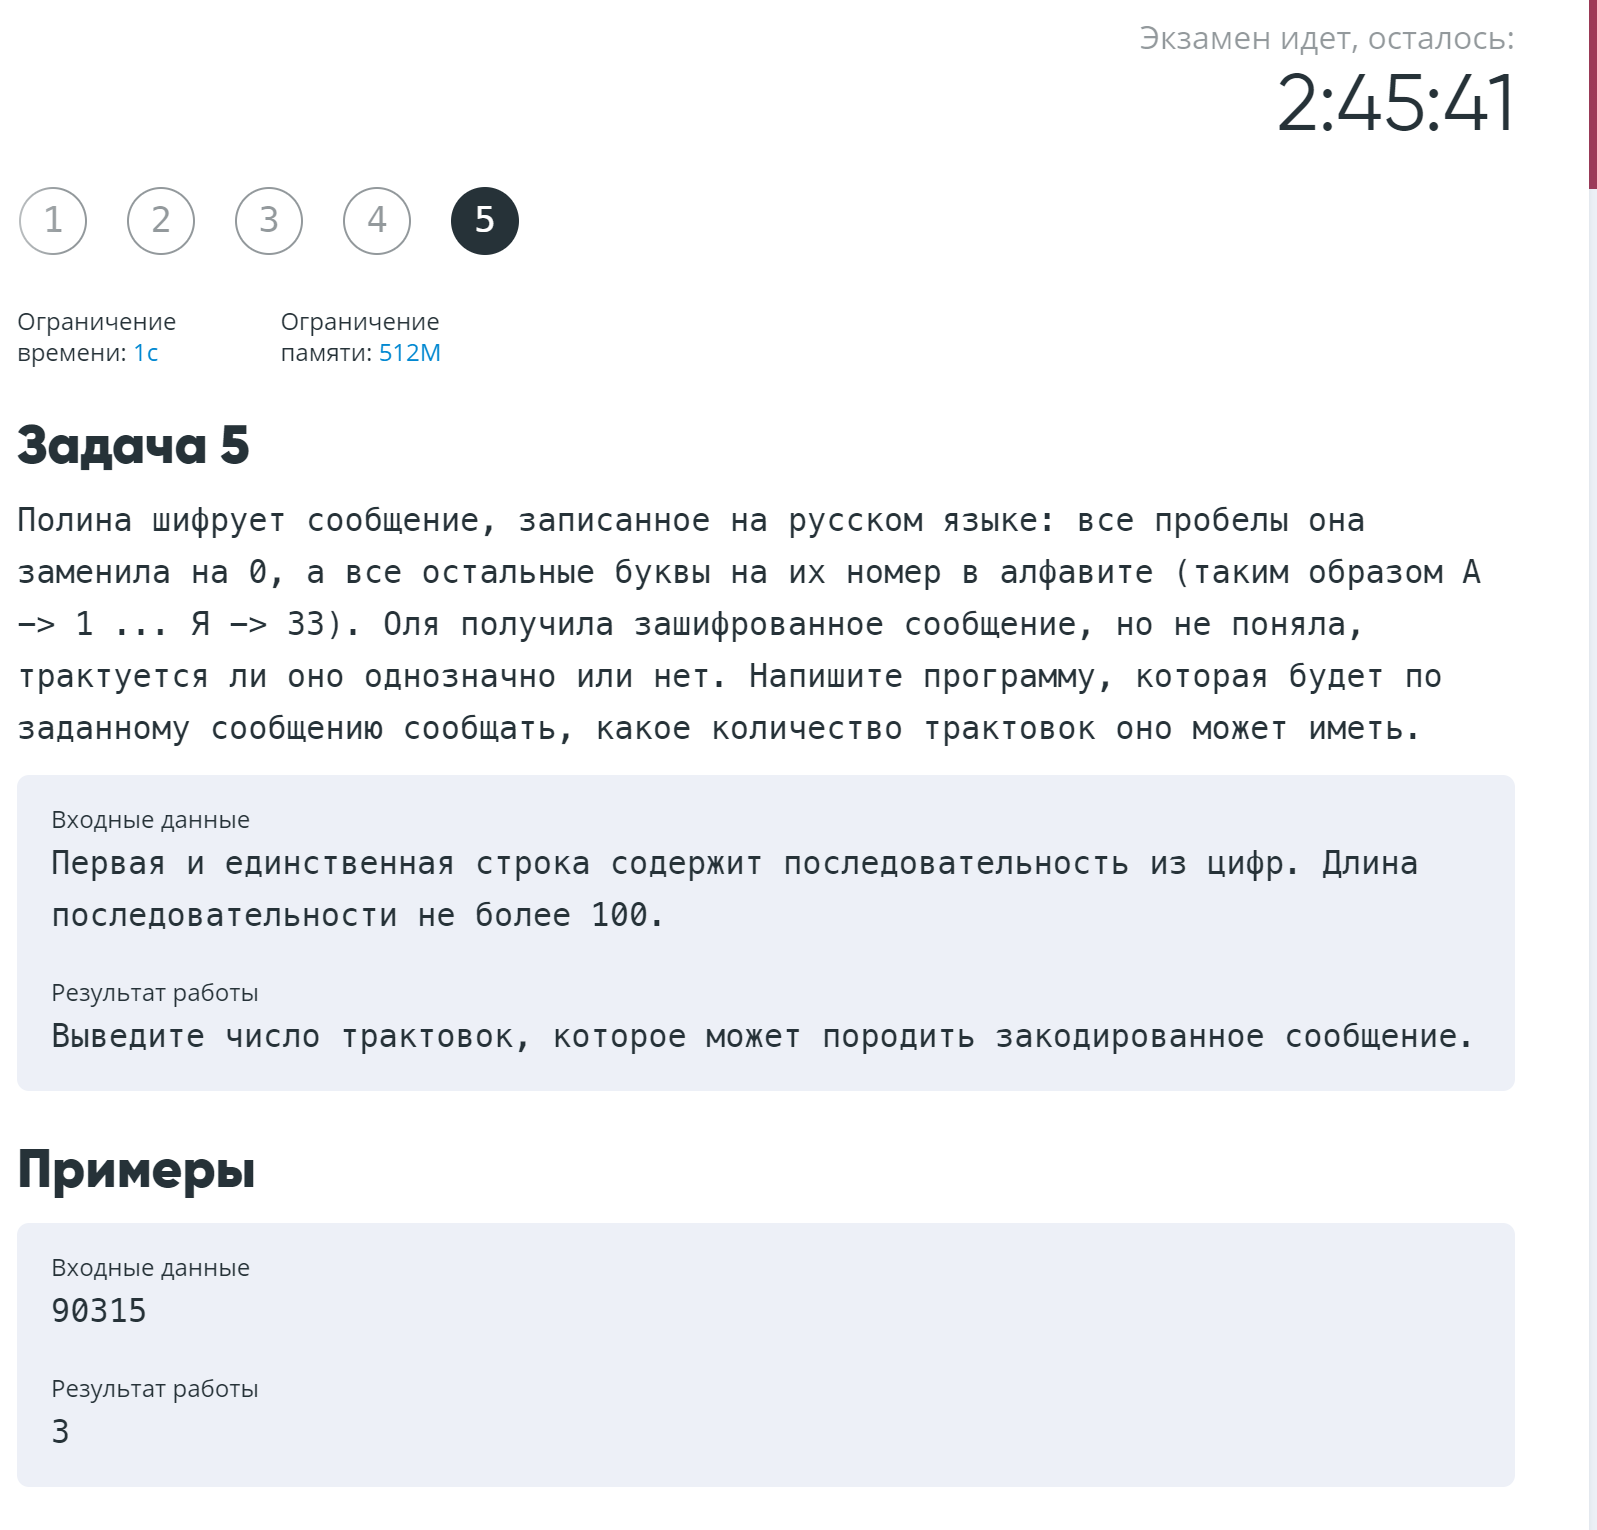 Экзамен идет, осталось:
2:45:41
1 2 3 4 5
Ограничение Ограничение
времени: 1с памяти: 512M
Задача 5
Полина шифрует сообщение, записанное на русском языке: все пробелы она
заменила на 0, а все остальные буквы на их номер в алфавите (таким образом А
–> 1 ... Я –> 33). Оля получила зашифрованное сообщение, но не поняла,
трактуется ли оно однозначно или нет. Напишите программу, которая будет по
заданному сообщению сообщать, какое количество трактовок оно может иметь.
Входные данные
Первая и единственная строка содержит последовательность из цифр. Длина
последовательности не более 100.
Результат работы
Выведите число трактовок, которое может породить закодированное сообщение.
Примеры
Входные данные
90315
Результат работы
3